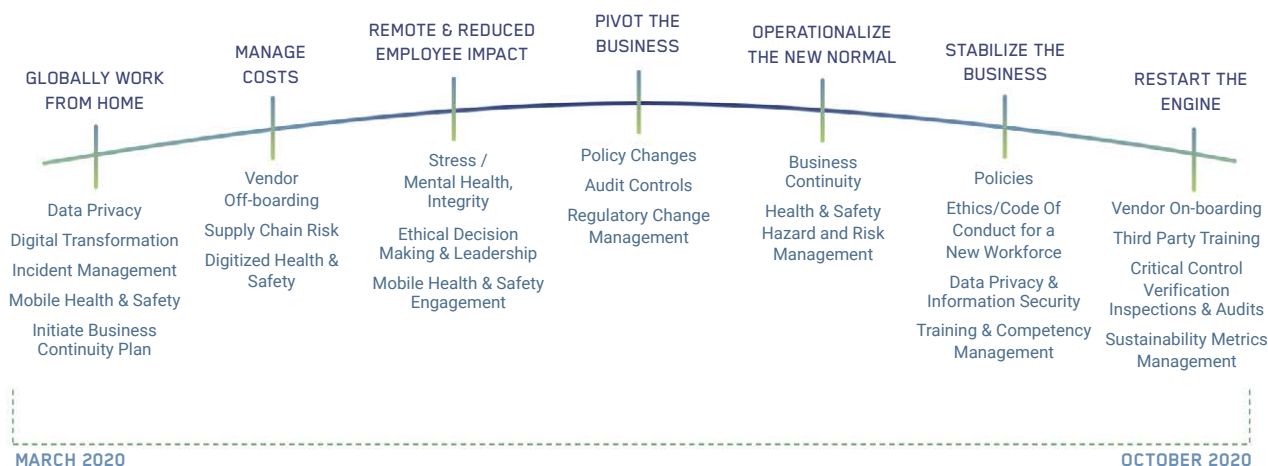 GLOBALLY WORK
FROM HOME
Data Privacy
Digital Transformation
Incident Management
Mobile Health & Safety
Initiate Business
Continuity Plan
MANAGE
COSTS
Vendor
Off-boarding
Supply Chain Risk
Digitized Health &
Safety
REMOTE & REDUCED
EMPLOYEE IMPACT
Stress /
Mental Health,
Integrity
Ethical Decision
Making & Leadership
Mobile Health & Safety
Engagement
PIVOT THE
BUSINESS
Policy Changes
Audit Controls
Regulatory Change
Management
OPERATIONALIZE
THE NEW NORMAL
Business
Continuity
Health & Safety
Hazard and Risk
Management
STABILIZE THE
BUSINESS
Policies
Ethics/Code Of
Conduct for a
New Workforce
Data Privacy &
Information Security
Training & Competency
Management
RESTART THE
ENGINE
Vendor On-boarding
Third Party Training
Critical Control
Verification
Inspections & Audits
Sustainability Metrics
Management
MARCH 2020
OCTOBER 2020